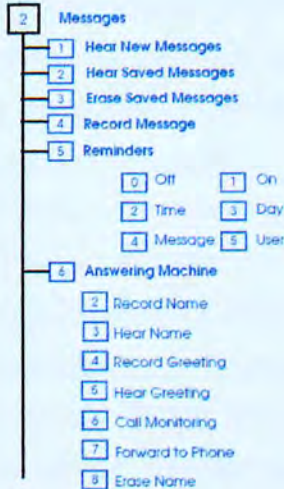 2 Messages
1 Hear New Messages
2 Hear Saved Messages
3 Erase Saved Messages
4 Record Message
5 Reminders
0 Off 1 On
2 Time 3 Day
4 Message 5 User
6 Answering Machine
2 Record Name
3 Hear Name
4 Record Greeting
5 Hear Greeting
6 Call Monitoring
7 Forward to Phone
8 Erase Name